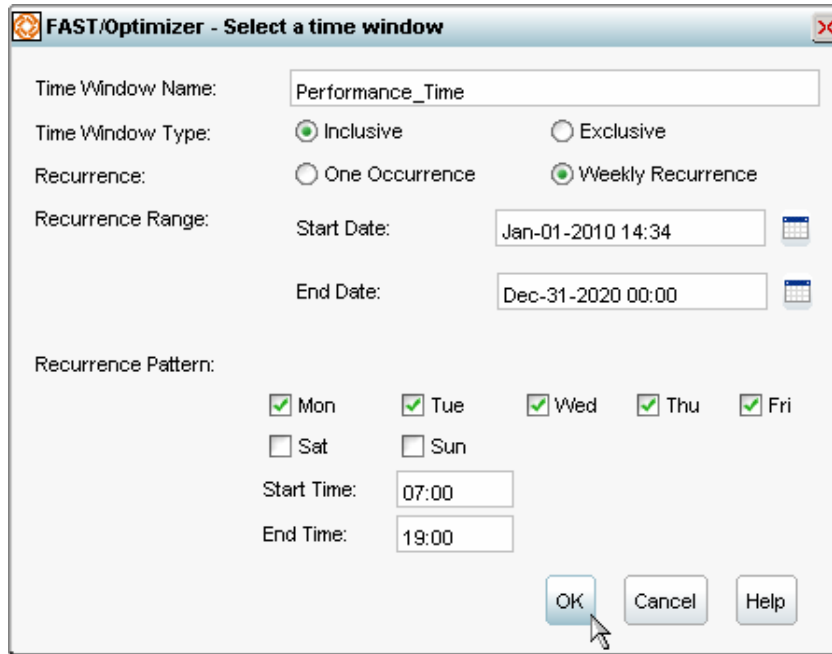 FAST/Optimizer - Select a time window
Time Window Name: Performance_Time
Time Window Type: Inclusive Exclusive
Recurrence: One Occurrence Weekly Recurrence
Recurrence Range: Start Date: Jan-01-2010 14:34
End Date: Dec-31-2020 00:00
Recurrence Pattern:
Mon Tue Wed Thu Fri
Sat Sun
Start Time: 07:00
End Time: 19:00
OK Cancel Help